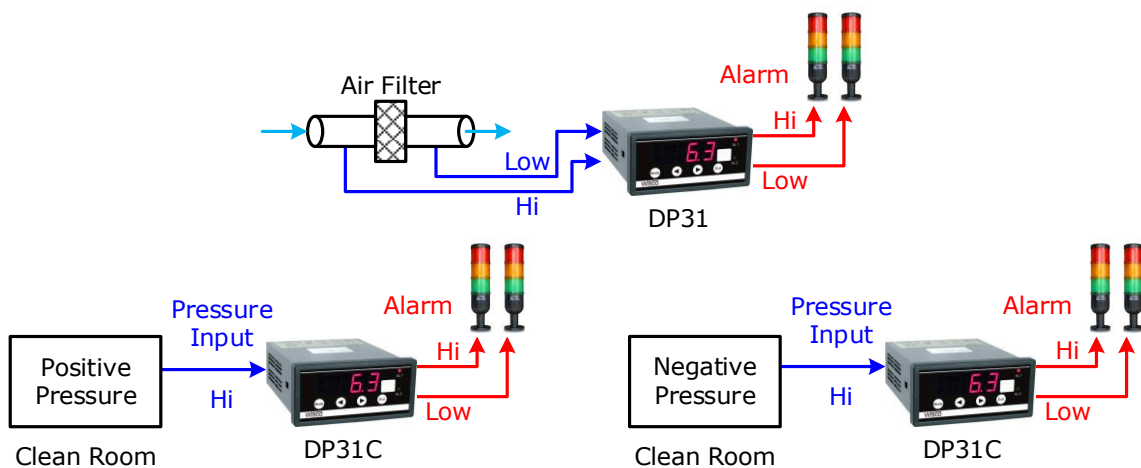 Air Filter
Alarm
Hi
Low
Low
Hi
6.3
DP31
Pressure
Input
Alarm
Positive
Pressure
Hi
Hi
Low
6.3
Clean Room
DP31C
Pressure
Input
Alarm
Negative
Pressure
Hi
Hi
Low
6.3
Clean Room
DP31C